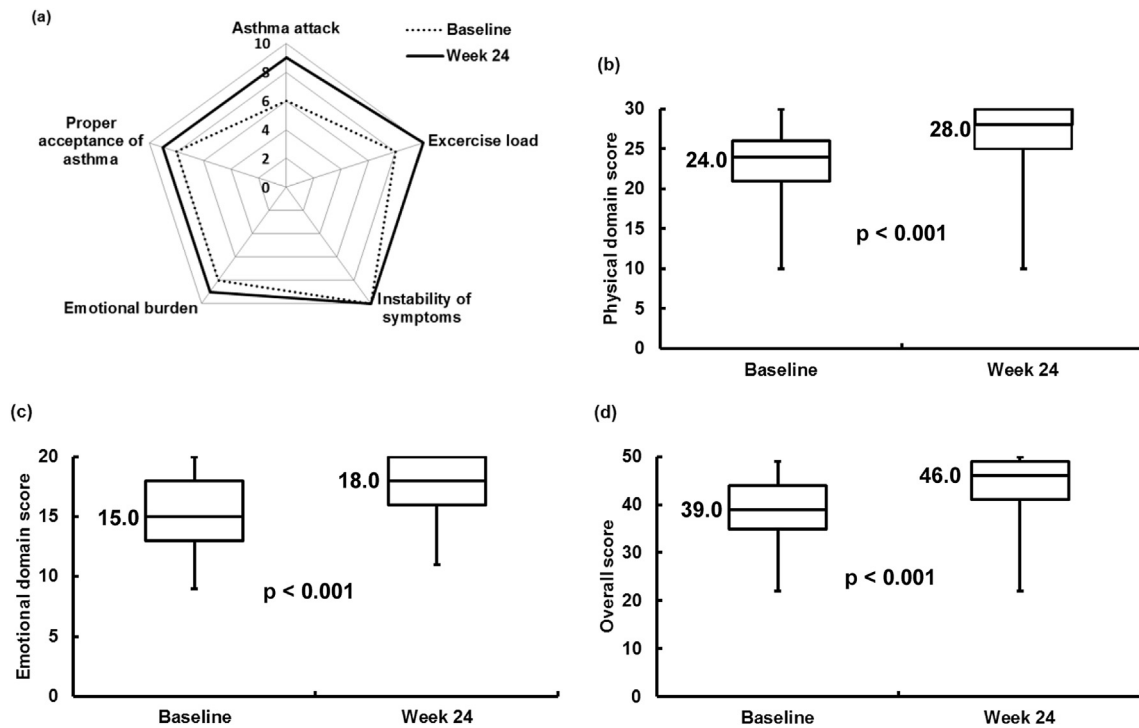 (a)
Asthma attack
Baseline
Week 24
10
8
6
4
2
0
Proper
acceptance of
asthma
Excercise load
Emotional burden
Instability of
symptoms
(b)
Physical domain score
30
25
20
15
10
5
0
24.0
28.0
p < 0.001
Baseline
Week 24
(c)
Emotional domain score
20
15
10
5
0
15.0
18.0
p < 0.001
Baseline
Week 24
(d)
Overall score
50
40
30
20
10
0
39.0
46.0
p < 0.001
Baseline
Week 24